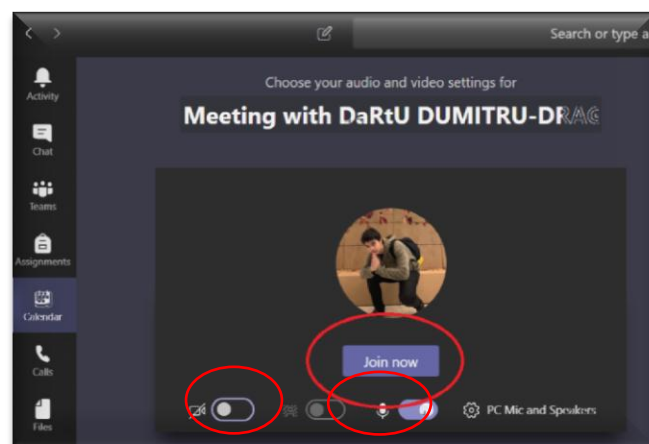 Search or type a
Activity
Chat
Teams
Assignments
Calendar
Calls
Files
Choose your audio and video settings for
Meeting with DaRtU DUMITRU-DRAG
Join now
PC Mic and Speakers